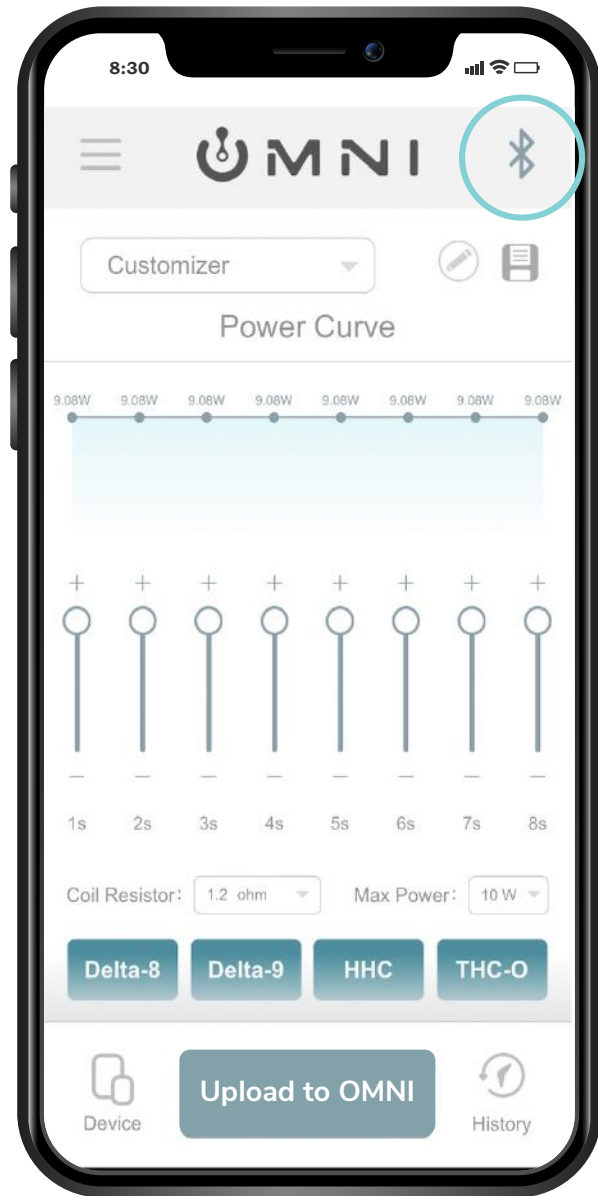 8:30
OMNI
Customizer
Power Curve
9.08W 9.08W 9.08W 9.08W 9.08W 9.08W 9.08W 9.08W
+ + + + + + + +
− − − − − − − −
1s 2s 3s 4s 5s 6s 7s 8s
Coil Resistor: 1.2 ohm Max Power: 10 W
Delta-8 Delta-9 HHC THC-O
Upload to OMNI
Device History